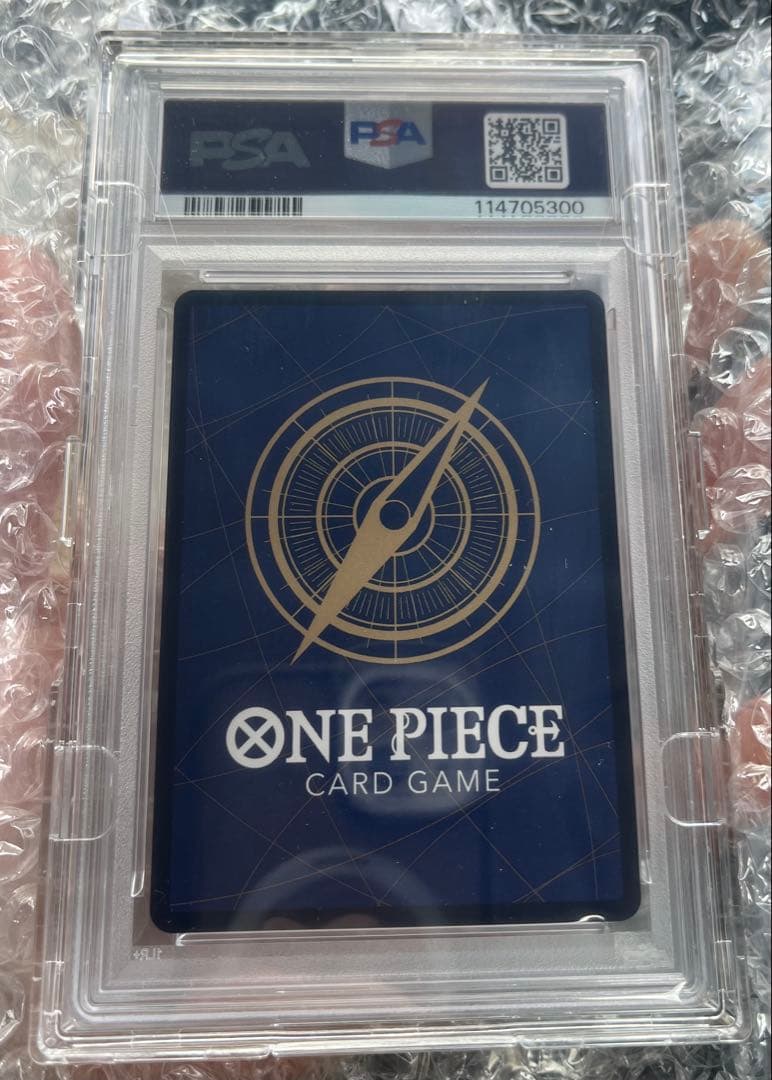 PSA
PSA
114705300
ONE PIECE
CARD GAME